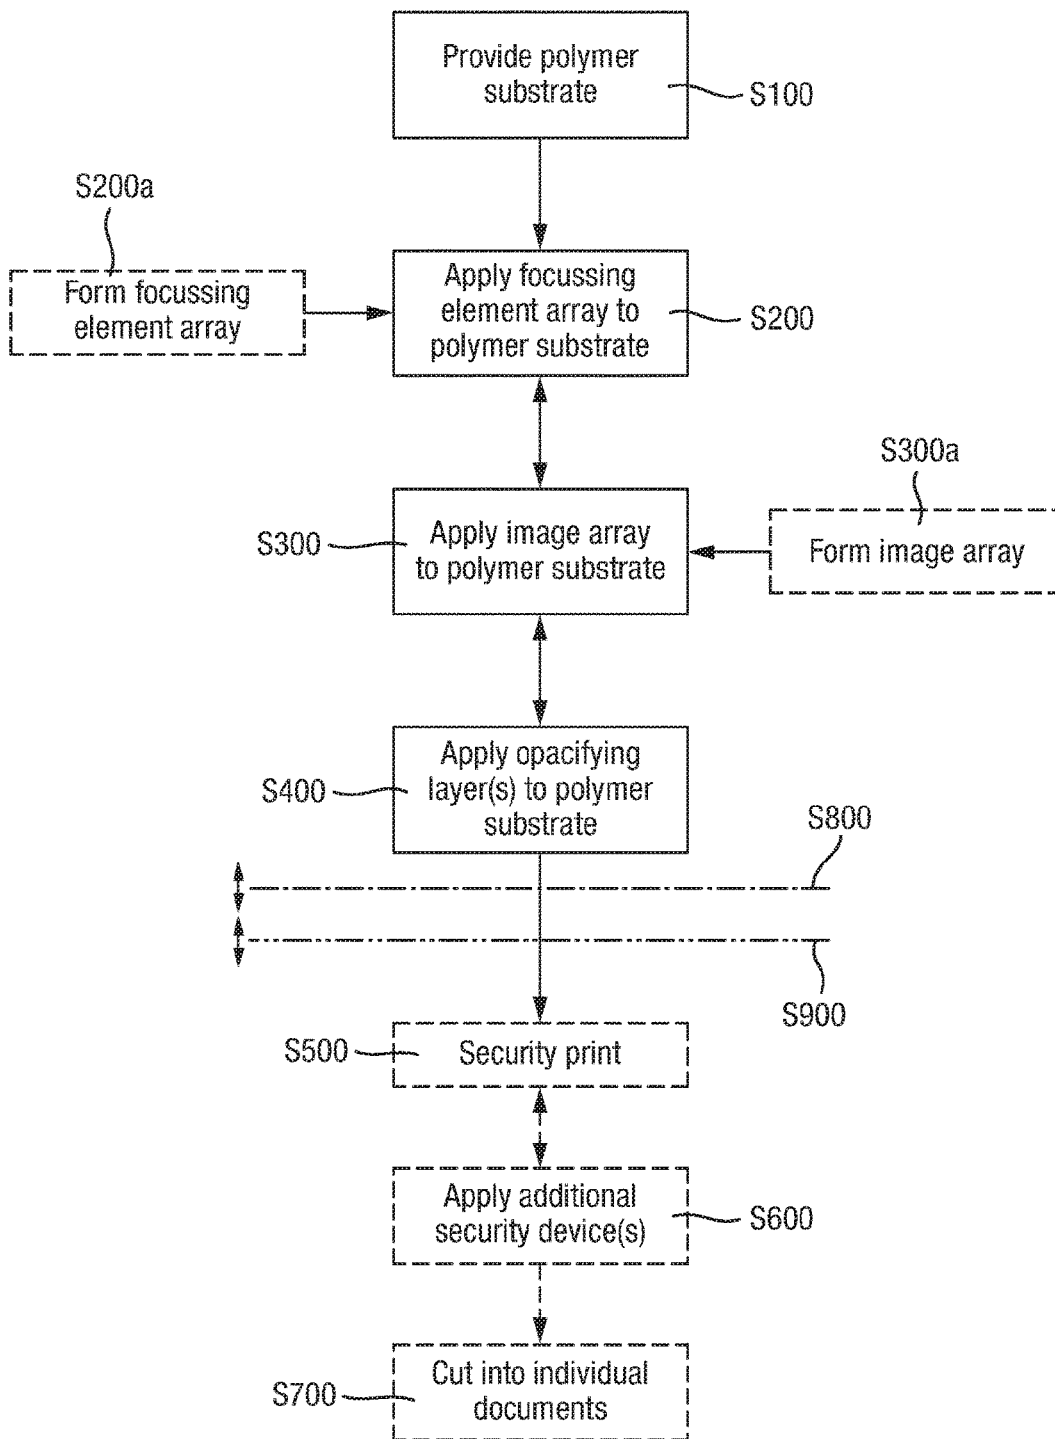 Provide polymer
substrate
S100
S200a
Form focussing
element array
Apply focussing
element array to
polymer substrate
S200
S300a
S300
Apply image array
to polymer substrate
Form image array
Apply opacifying
layer(s) to polymer
substrate
S400
S800
S900
S500
Security print
Apply additional
security device(s)
S600
S700
Cut into individual
documents